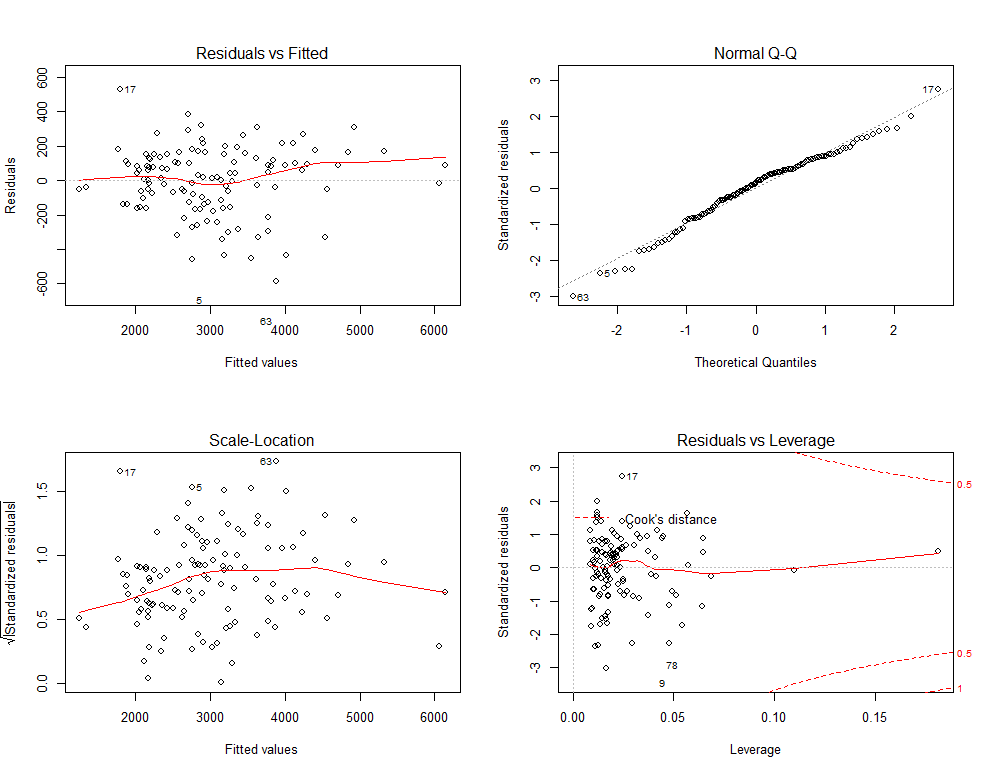 Residuals vs Fitted
Residuals
600
400
200
0
-200
-600
17
5
63
2000 3000 4000 5000 6000
Fitted values
Normal Q-Q
Standardized residuals
3
2
1
0
-1
-2
-3
17
5
63
-2 -1 0 1 2
Theoretical Quantiles
Scale-Location
√|Standardized residuals|
1.5
1.0
0.5
0.0
63
17
5
2000 3000 4000 5000 6000
Fitted values
Residuals vs Leverage
Standardized residuals
3
2
1
0
-1
-2
-3
17
Cook's distance
78
9
0.5
0.5
1
0.00 0.05 0.10 0.15
Leverage